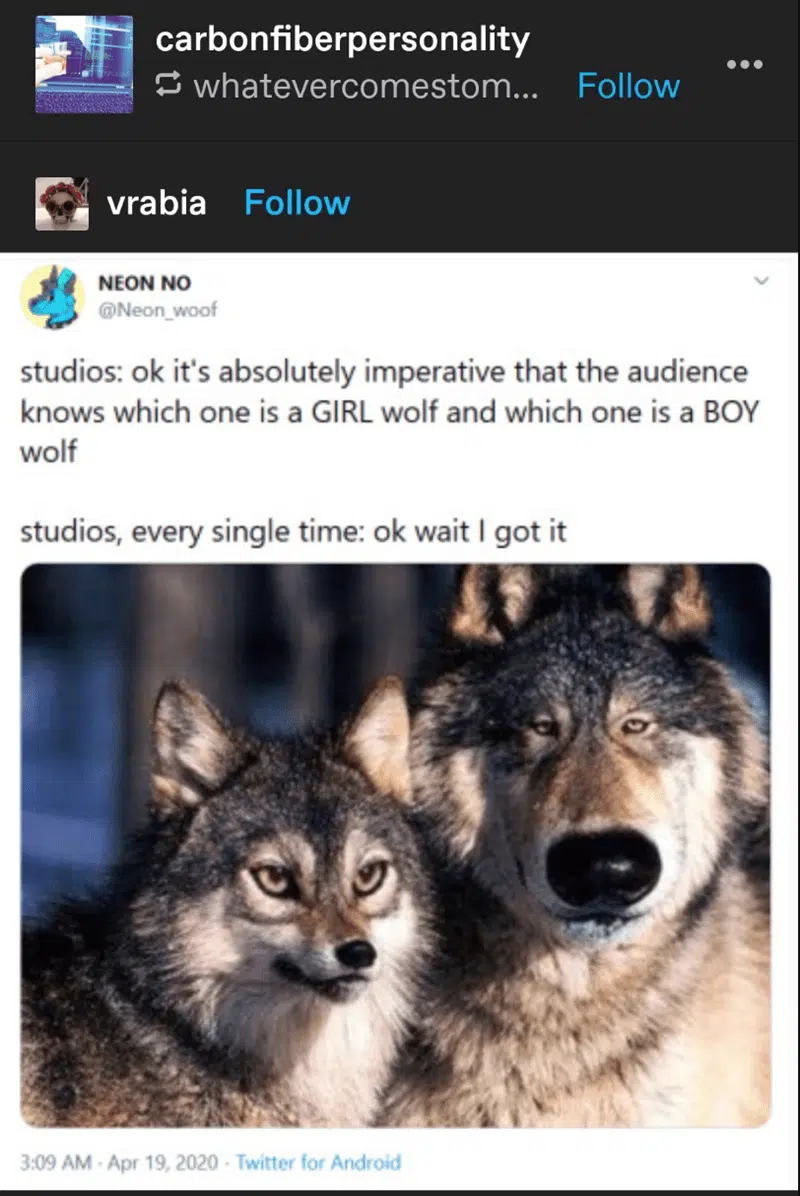 carbonfiberpersonality
whatevercomestom... Follow
vrabia Follow
NEON NO
@Neon_woof
studios: ok it's absolutely imperative that the audience
knows which one is a GIRL wolf and which one is a BOY
wolf
studios, every single time: ok wait I got it
3:09 AM · Apr 19, 2020 · Twitter for Android